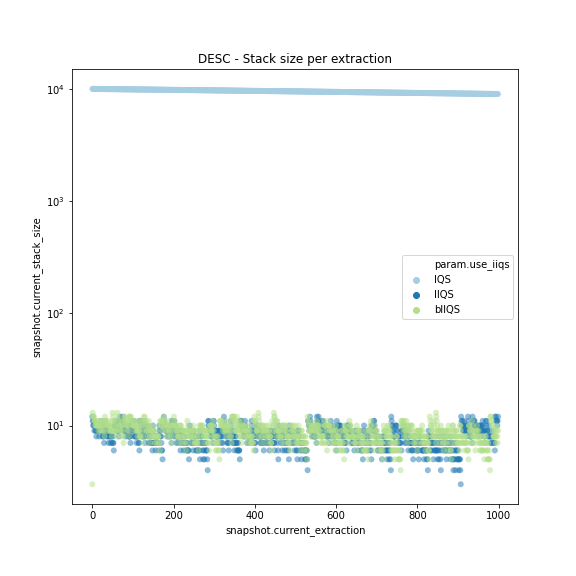 DESC - Stack size per extraction
10⁴
10³
10²
10¹
snapshot.current_stack_size
param.use_iiqs
IQS
IIQS
bIIQS
0 200 400 600 800 1000
snapshot.current_extraction